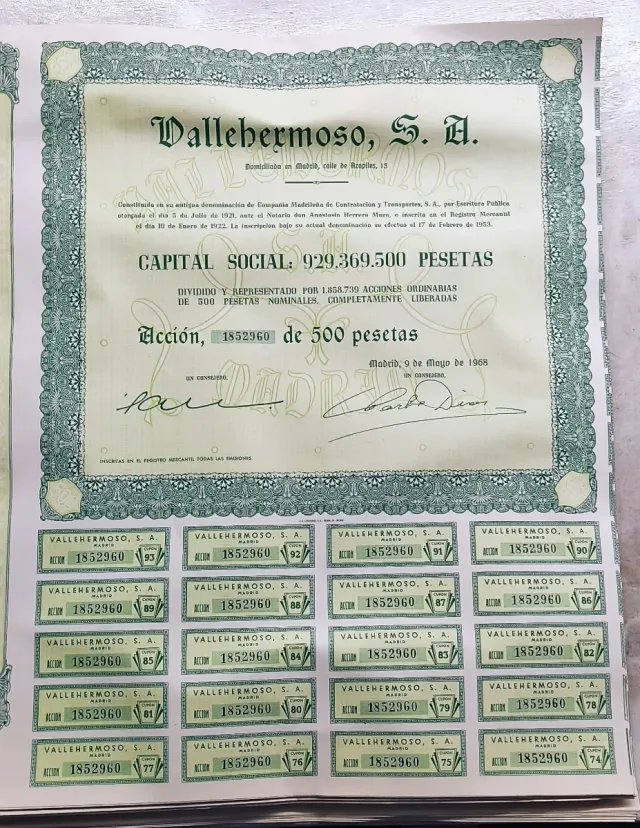 Vallehermoso, S. A.
Domiciliada en Madrid, calle de Arapiles, 13
Constituida en su antigua denominación de Compañía Madrileña de Contratación y Transportes, S. A., por Escritura Pública
otorgada el día 5 de Julio de 1921, ante el Notario don Anastasio Herrero Muro, e inscrita en el Registro Mercantil
el día 18 de Enero de 1922. La inscripción bajo su actual denominación se efectuó el 17 de Febrero de 1953.
CAPITAL SOCIAL: 929.369.500 PESETAS
DIVIDIDO Y REPRESENTADO POR 1.858.739 ACCIONES ORDINARIAS
DE 500 PESETAS NOMINALES, COMPLETAMENTE LIBERADAS
Acción, 1852960 de 500 pesetas
Madrid, 9 de Mayo de 1968
UN CONSEJERO, UN CONSEJERO,
INSCRITAS EN EL REGISTRO MERCANTIL TODAS LAS EMISIONES
VALLEHERMOSO, S. A. VALLEHERMOSO, S. A. VALLEHERMOSO, S. A. VALLEHERMOSO, S. A.
MADRID MADRID MADRID MADRID
ACCION 1852960 CUPON 93 ACCION 1852960 CUPON 92 ACCION 1852960 CUPON 91 ACCION 1852960 CUPON 90
VALLEHERMOSO, S. A. VALLEHERMOSO, S. A. VALLEHERMOSO, S. A. VALLEHERMOSO, S. A.
MADRID MADRID MADRID MADRID
ACCION 1852960 CUPON 89 ACCION 1852960 CUPON 88 ACCION 1852960 CUPON 87 ACCION 1852960 CUPON 86
VALLEHERMOSO, S. A. VALLEHERMOSO, S. A. VALLEHERMOSO, S. A. VALLEHERMOSO, S. A.
MADRID MADRID MADRID MADRID
ACCION 1852960 CUPON 85 ACCION 1852960 CUPON 84 ACCION 1852960 CUPON 83 ACCION 1852960 CUPON 82
VALLEHERMOSO, S. A. VALLEHERMOSO, S. A. VALLEHERMOSO, S. A. VALLEHERMOSO, S. A.
MADRID MADRID MADRID MADRID
ACCION 1852960 CUPON 81 ACCION 1852960 CUPON 80 ACCION 1852960 CUPON 79 ACCION 1852960 CUPON 78
VALLEHERMOSO, S. A. VALLEHERMOSO, S. A. VALLEHERMOSO, S. A. VALLEHERMOSO, S. A.
MADRID MADRID MADRID MADRID
ACCION 1852960 CUPON 77 ACCION 1852960 CUPON 76 ACCION 1852960 CUPON 75 ACCION 1852960 CUPON 74